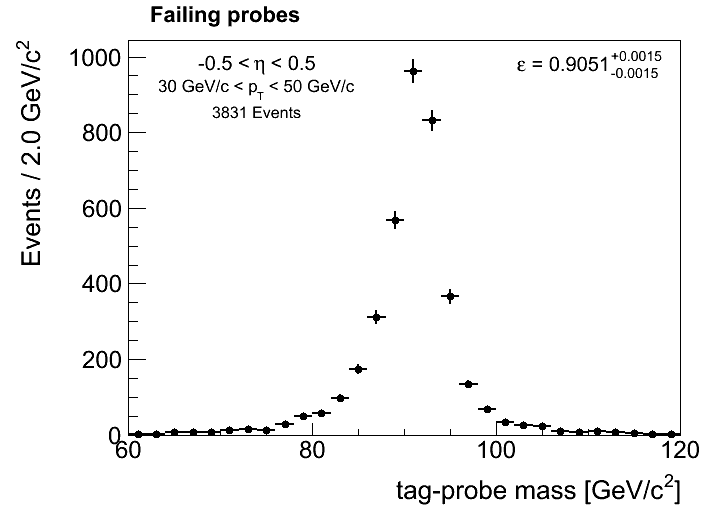 Failing probes
-0.5 < η < 0.5
30 GeV/c < p_T < 50 GeV/c
3831 Events
ε = 0.9051 +0.0015 -0.0015
Events / 2.0 GeV/c²
1000
800
600
400
200
0
60 80 100 120
tag-probe mass [GeV/c²]